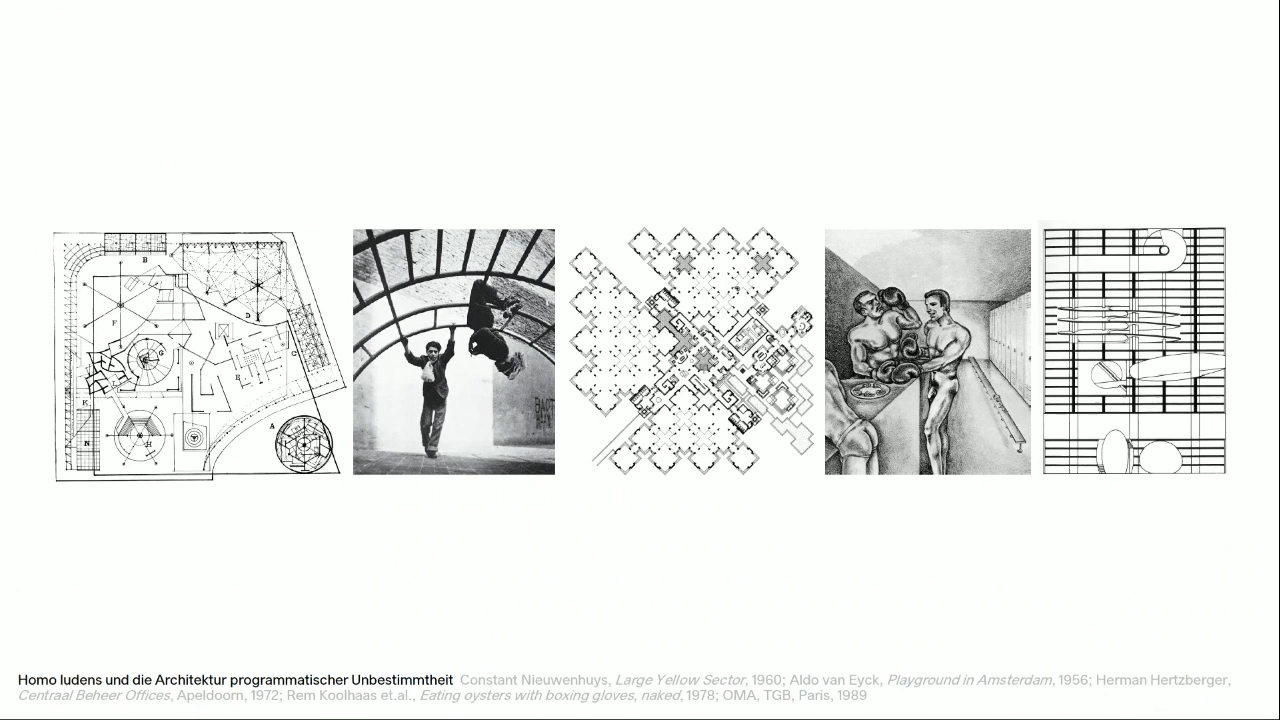 B
D
F
G
C
E
K
A
N
H
Homo ludens und die Architektur programmatischer Unbestimmtheit Constant Nieuwenhuys, Large Yellow Sector, 1960; Aldo van Eyck, Playground in Amsterdam, 1956; Herman Hertzberger,
Centraal Beheer Offices, Apeldoorn, 1972; Rem Koolhaas et.al., Eating oysters with boxing gloves, naked, 1978; OMA, TGB, Paris, 1989